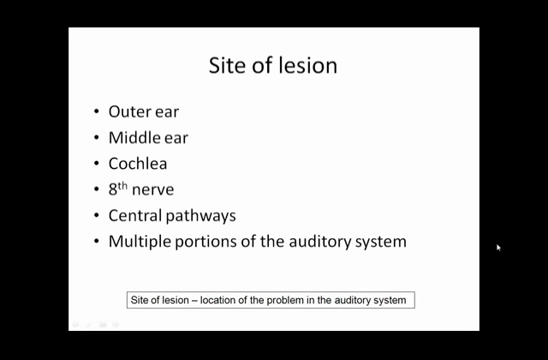 Site of lesion
• Outer ear
• Middle ear
• Cochlea
• 8th nerve
• Central pathways
• Multiple portions of the auditory system
Site of lesion – location of the problem in the auditory system